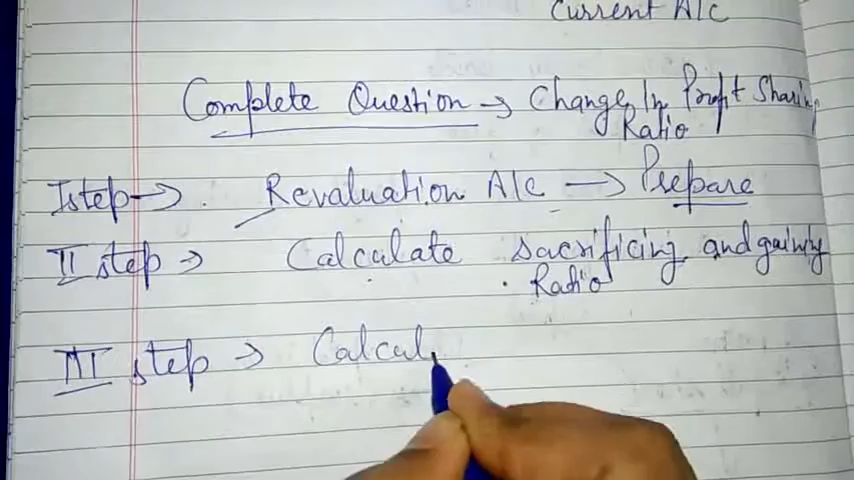 Current A/c
Complete Question → Change In Profit Sharing
Ratio
I step → . Revaluation A/c → Prepare
II step → Calculate sacrificing and gaining
Ratio
III step → Calcul